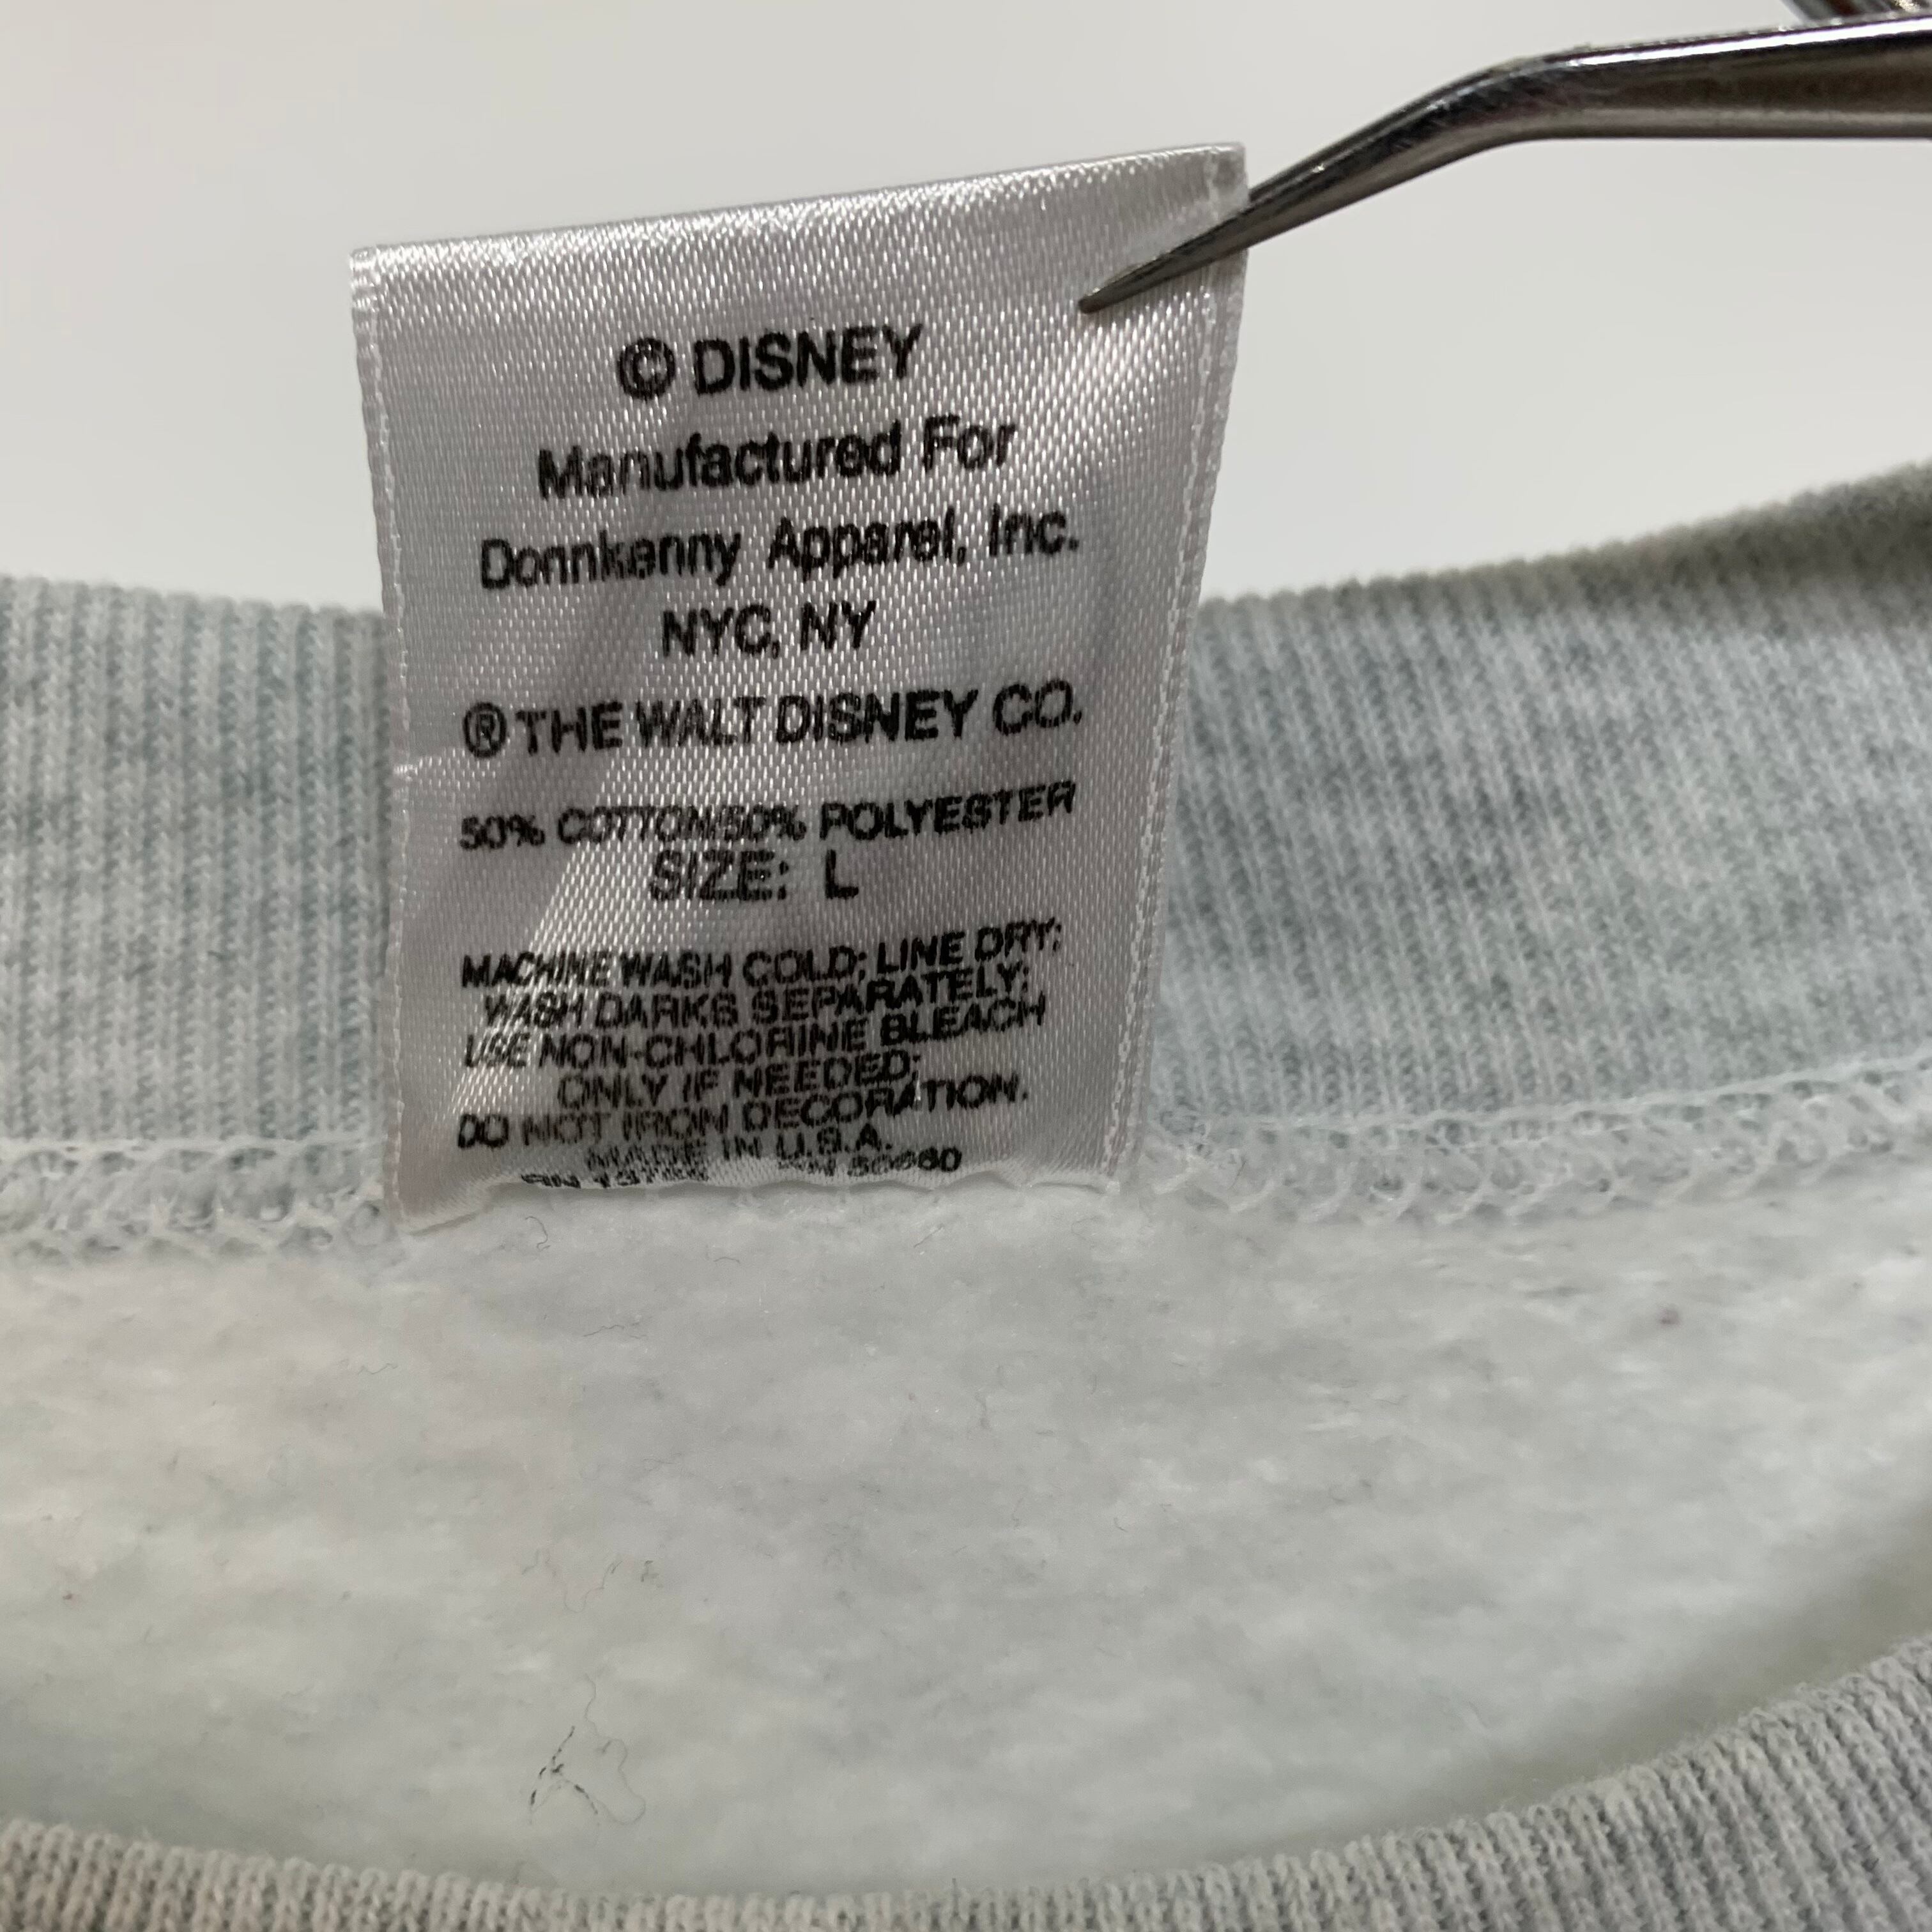 © DISNEY
Manufactured For
Donnkenny Apparel, Inc.
NYC, NY
® THE WALT DISNEY CO.
50% COTTON/50% POLYESTER
SIZE: L
MACHINE WASH COLD; LINE DRY;
WASH DARKS SEPARATELY;
USE NON-CHLORINE BLEACH
ONLY IF NEEDED;
DO NOT IRON DECORATION.
MADE IN U.S.A.
RN